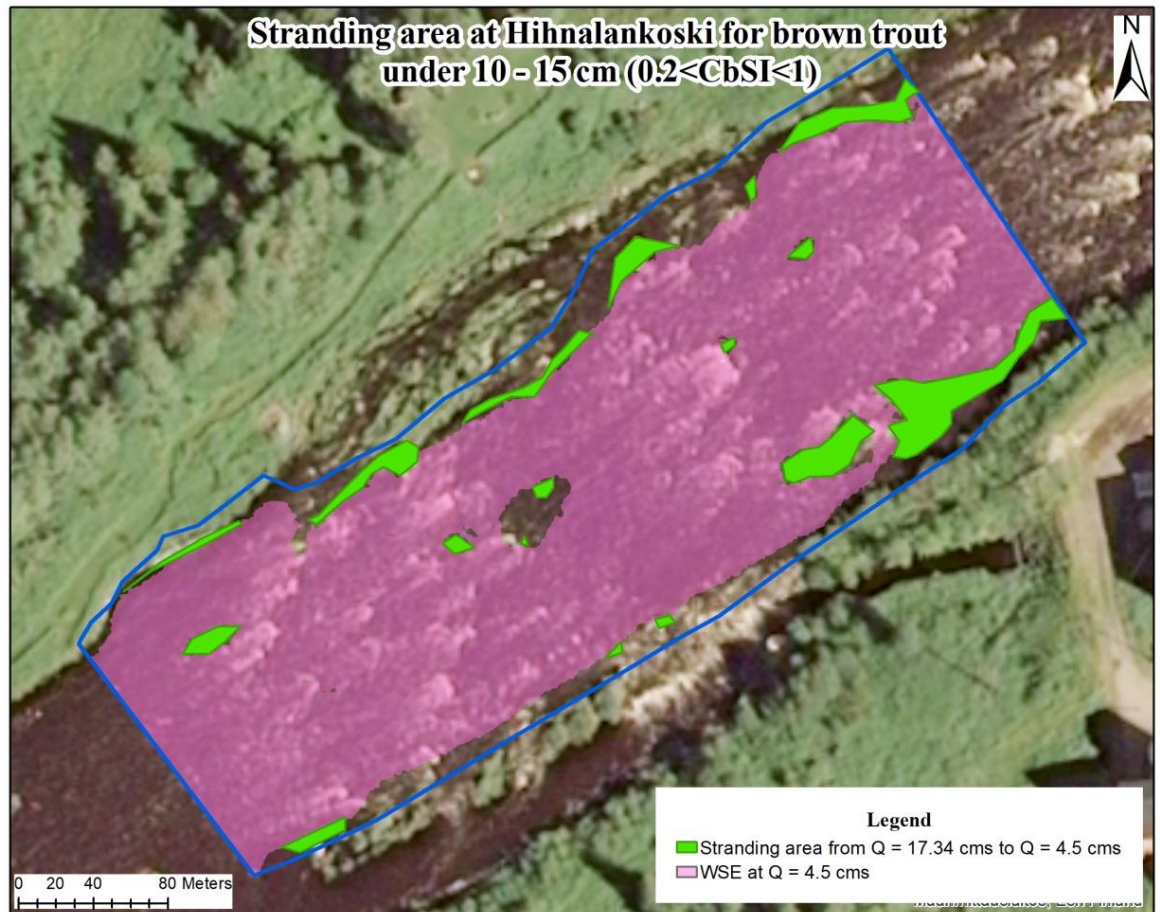 Stranding area at Hihnalankoski for brown trout
under 10 - 15 cm (0.2<CbSI<1)
N
Legend
Stranding area from Q = 17.34 cms to Q = 4.5 cms
WSE at Q = 4.5 cms
0 20 40 80 Meters